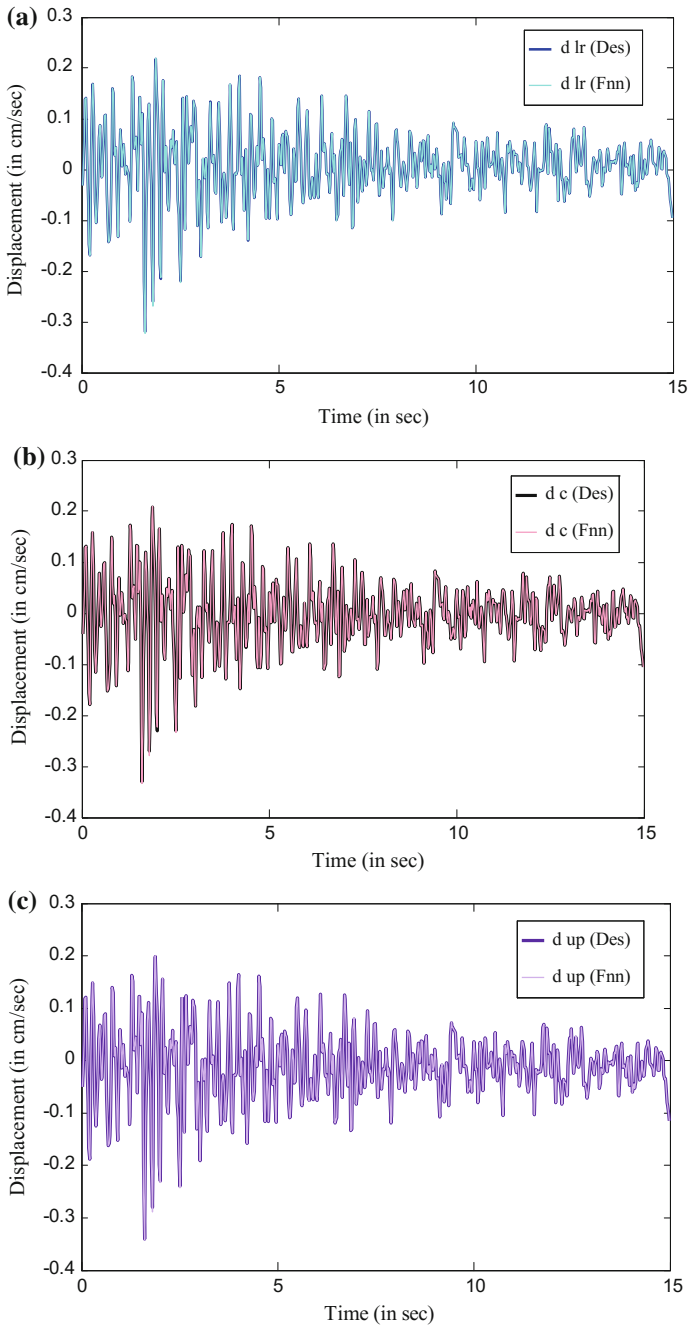 (a)
0.3
0.2
0.1
0
-0.1
-0.2
-0.3
-0.4
Displacement (in cm/sec)
d lr (Des)
d lr (Fnn)
0 5 10 15
Time (in sec)
(b)
0.3
0.2
0.1
0
-0.1
-0.2
-0.3
-0.4
Displacement (in cm/sec)
d c (Des)
d c (Fnn)
0 5 10 15
Time (in sec)
(c)
0.3
0.2
0.1
0
-0.1
-0.2
-0.3
-0.4
Displacement (in cm/sec)
d up (Des)
d up (Fnn)
0 5 10 15
Time (in sec)